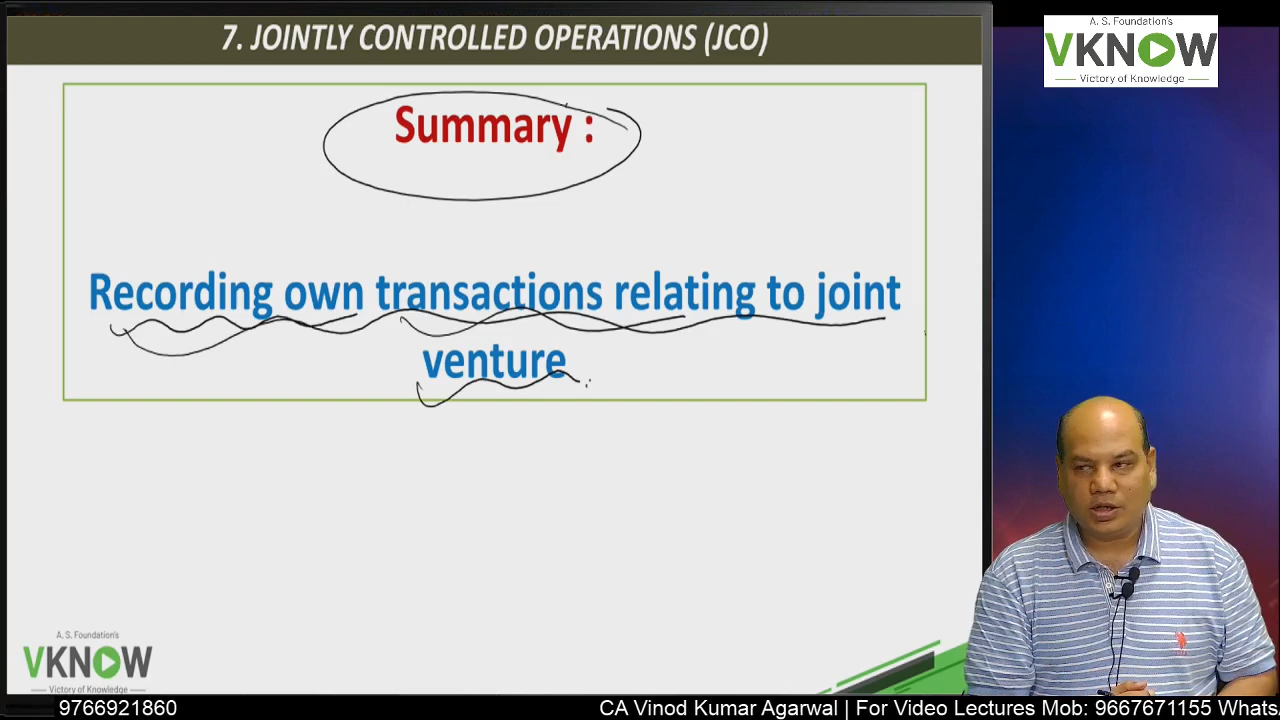 7. JOINTLY CONTROLLED OPERATIONS (JCO)
A. S. Foundation's
VKNOW
Victory of Knowledge
Summary :
Recording own transactions relating to joint
venture
A. S. Foundation's
VKNOW
Victory of Knowledge
9766921860
CA Vinod Kumar Agarwal | For Video Lectures Mob: 9667671155 Whats